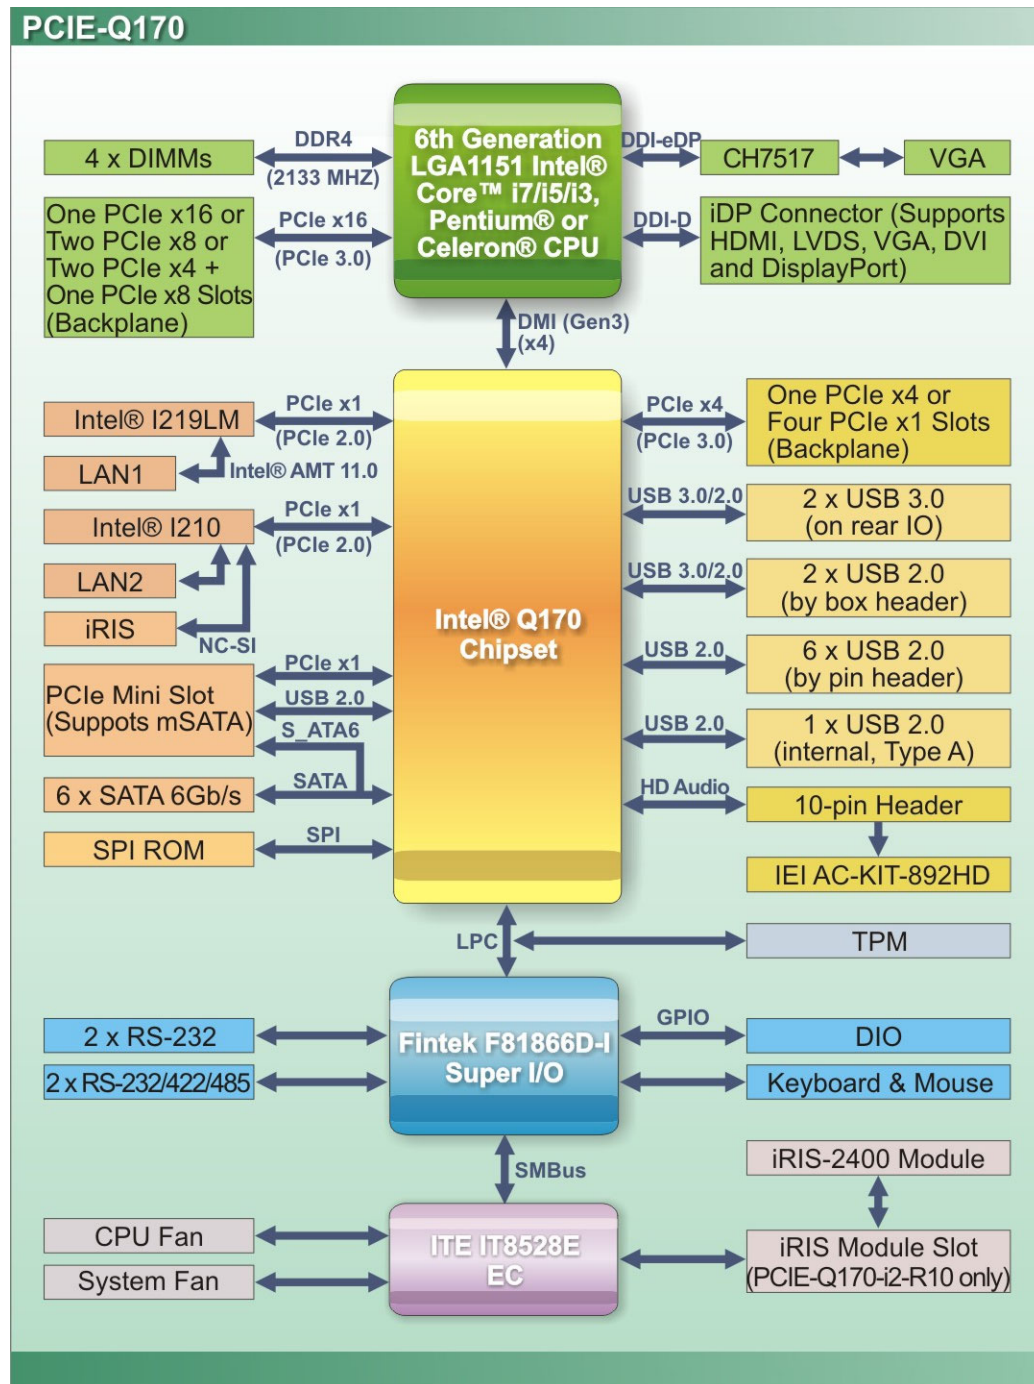 PCIE-Q170
4 x DIMMs
DDR4
(2133 MHZ)
6th Generation
LGA1151 Intel®
Core™ i7/i5/i3,
Pentium® or
Celeron® CPU
DDI-eDP
CH7517
VGA
One PCIe x16 or
Two PCIe x8 or
Two PCIe x4 +
One PCIe x8 Slots
(Backplane)
PCIe x16
(PCIe 3.0)
DDI-D
iDP Connector (Supports
HDMI, LVDS, VGA, DVI
and DisplayPort)
DMI (Gen3)
(x4)
Intel® I219LM
PCIe x1
(PCIe 2.0)
LAN1
Intel® AMT 11.0
Intel® I210
PCIe x1
(PCIe 2.0)
LAN2
iRIS
NC-SI
PCIe Mini Slot
(Suppots mSATA)
PCIe x1
USB 2.0
S_ATA6
6 x SATA 6Gb/s
SATA
SPI ROM
SPI
Intel® Q170
Chipset
PCIe x4
(PCIe 3.0)
One PCIe x4 or
Four PCIe x1 Slots
(Backplane)
USB 3.0/2.0
2 x USB 3.0
(on rear IO)
USB 3.0/2.0
2 x USB 2.0
(by box header)
USB 2.0
6 x USB 2.0
(by pin header)
USB 2.0
1 x USB 2.0
(internal, Type A)
HD Audio
10-pin Header
IEI AC-KIT-892HD
LPC
TPM
2 x RS-232
2 x RS-232/422/485
Fintek F81866D-I
Super I/O
GPIO
DIO
Keyboard & Mouse
SMBus
CPU Fan
System Fan
ITE IT8528E
EC
iRIS-2400 Module
iRIS Module Slot
(PCIE-Q170-i2-R10 only)